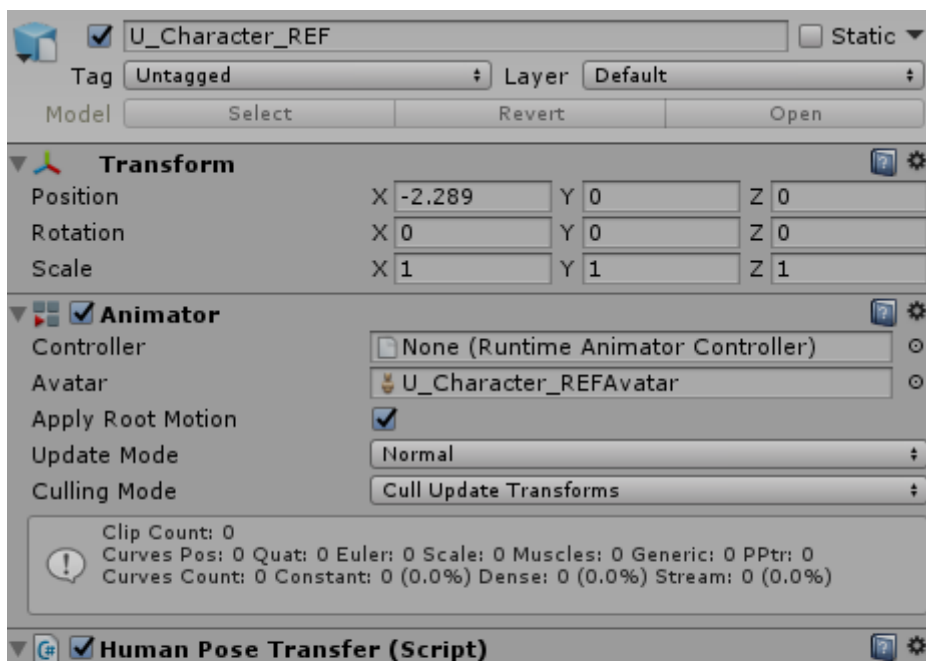 U_Character_REF Static
Tag Untagged Layer Default
Model Select Revert Open
Transform
Position X -2.289 Y 0 Z 0
Rotation X 0 Y 0 Z 0
Scale X 1 Y 1 Z 1
Animator
Controller None (Runtime Animator Controller)
Avatar U_Character_REFAvatar
Apply Root Motion
Update Mode Normal
Culling Mode Cull Update Transforms
Clip Count: 0
Curves Pos: 0 Quat: 0 Euler: 0 Scale: 0 Muscles: 0 Generic: 0 PPtr: 0
Curves Count: 0 Constant: 0 (0.0%) Dense: 0 (0.0%) Stream: 0 (0.0%)
Human Pose Transfer (Script)